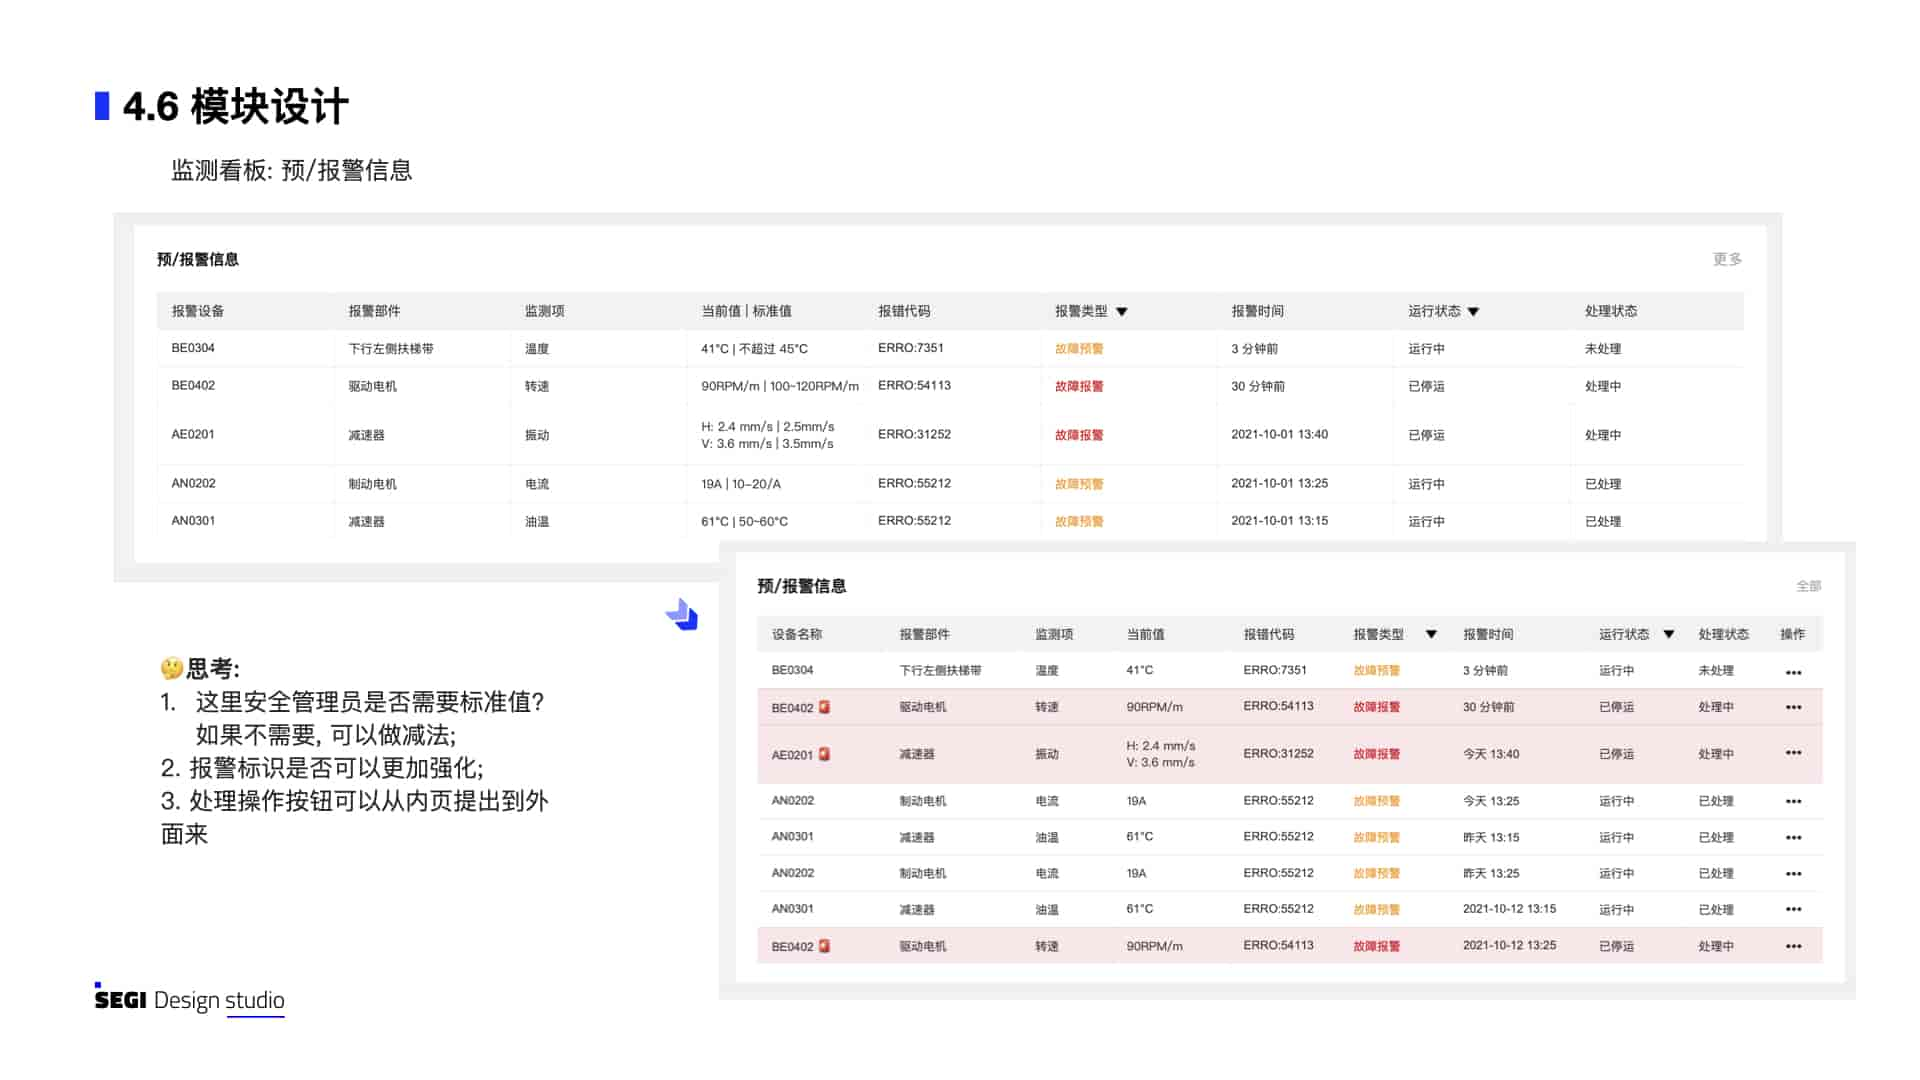 4.6 模块设计
监测看板: 预/报警信息
预/报警信息 更多
报警设备 报警部件 监测项 当前值 | 标准值 报错代码 报警类型 ▼ 报警时间 运行状态 ▼ 处理状态
BE0304 下行左侧扶梯带 温度 41°C | 不超过 45°C ERRO:7351 故障预警 3 分钟前 运行中 未处理
BE0402 驱动电机 转速 90RPM/m | 100~120RPM/m ERRO:54113 故障报警 30 分钟前 已停运 处理中
AE0201 减速器 振动 H: 2.4 mm/s | 2.5mm/s V: 3.6 mm/s | 3.5mm/s ERRO:31252 故障报警 2021-10-01 13:40 已停运 处理中
AN0202 制动电机 电流 19A | 10~20/A ERRO:55212 故障预警 2021-10-01 13:25 运行中 已处理
AN0301 减速器 油温 61°C | 50~60°C ERRO:55212 故障预警 2021-10-01 13:15 运行中 已处理
预/报警信息 全部
设备名称 报警部件 监测项 当前值 报错代码 报警类型 ▼ 报警时间 运行状态 ▼ 处理状态 操作
BE0304 下行左侧扶梯带 温度 41°C ERRO:7351 故障预警 3 分钟前 运行中 未处理 •••
BE0402 驱动电机 转速 90RPM/m ERRO:54113 故障报警 30 分钟前 已停运 处理中 •••
AE0201 减速器 振动 H: 2.4 mm/s V: 3.6 mm/s ERRO:31252 故障报警 今天 13:40 已停运 处理中 •••
AN0202 制动电机 电流 19A ERRO:55212 故障预警 今天 13:25 运行中 已处理 •••
AN0301 减速器 油温 61°C ERRO:55212 故障预警 昨天 13:15 运行中 已处理 •••
AN0202 制动电机 电流 19A ERRO:55212 故障预警 昨天 13:25 运行中 已处理 •••
AN0301 减速器 油温 61°C ERRO:55212 故障预警 2021-10-12 13:15 运行中 已处理 •••
BE0402 驱动电机 转速 90RPM/m ERRO:54113 故障报警 2021-10-12 13:25 已停运 处理中 •••
🤔思考:
1. 这里安全管理员是否需要标准值?
如果不需要, 可以做减法;
2. 报警标识是否可以更加强化;
3. 处理操作按钮可以从内页提出到外
面来
SEGI Design studio